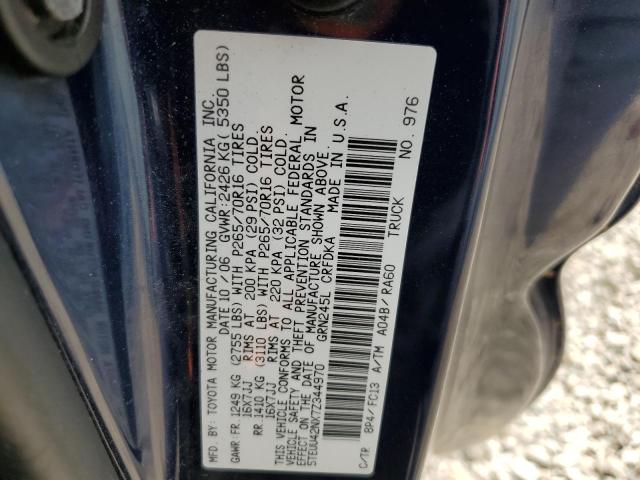 MFD. BY: TOYOTA MOTOR MANUFACTURING CALIFORNIA INC.
DATE 10/06 GVWR: 2426 KG( 5350 LBS)
GAWR FR. 1249 KG (2755 LBS) WITH P265/70R16 TIRES
16X7JJ RIMS AT 200 KPA (29 PSI) COLD
RR. 1410 KG (3110 LBS) WITH P265/70R16 TIRES
16X7JJ RIMS AT 220 KPA (32 PSI) COLD.
THIS VEHICLE CONFORMS TO ALL APPLICABLE FEDERAL MOTOR
VEHICLE SAFETY AND THEFT PREVENTION STANDARDS IN
EFFECT ON THE DATE OF MANUFACTURE SHOWN ABOVE.
5TEUU42NX7Z344970 GRN245L CRFDKA MADE IN U.S.A.
C/TR 8P4/FC13 A/TM A04B/RA60 TRUCK
NO. 976